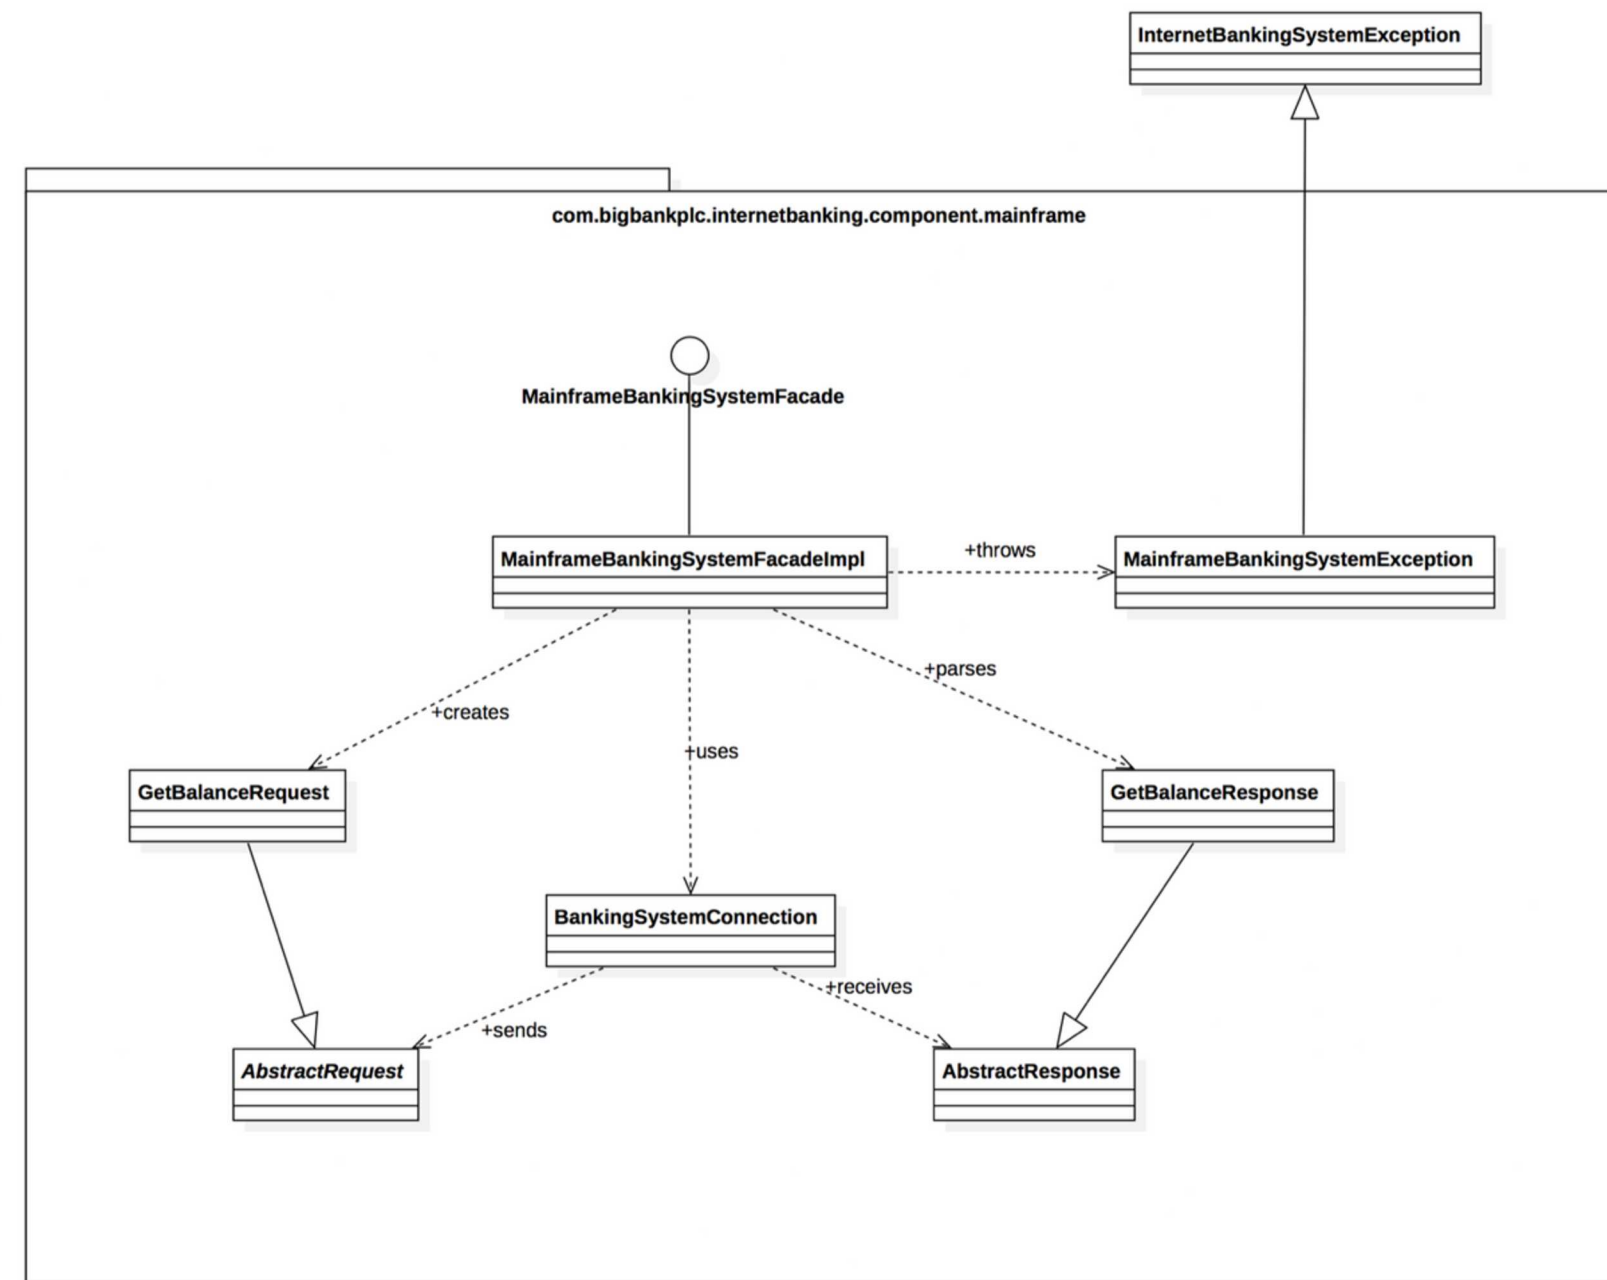 InternetBankingSystemException
com.bigbankplc.internetbanking.component.mainframe
MainframeBankingSystemFacade
MainframeBankingSystemFacadeImpl
+throws
MainframeBankingSystemException
+creates
+uses
+parses
GetBalanceRequest
GetBalanceResponse
BankingSystemConnection
+sends
+receives
AbstractRequest
AbstractResponse